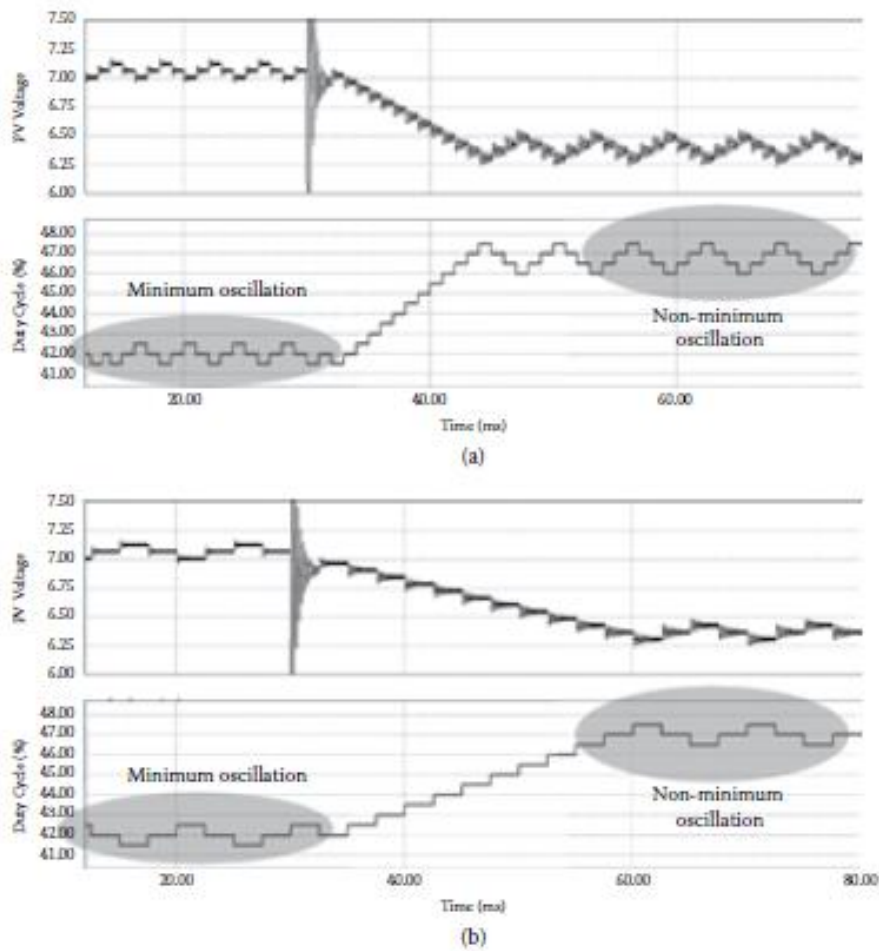 7.50
7.25
7.00
6.75
6.50
6.25
6.00
PV Voltage
48.00
47.00
46.00
45.00
44.00
43.00
42.00
41.00
Duty Cycle (%)
Minimum oscillation
Non-minimum
oscillation
20.00 40.00 60.00
Time (ms)
(a)
7.50
7.25
7.00
6.75
6.50
6.25
6.00
PV Voltage
48.00
47.00
46.00
45.00
44.00
43.00
42.00
41.00
Duty Cycle (%)
Minimum oscillation
Non-minimum
oscillation
20.00 40.00 60.00 80.00
Time (ms)
(b)